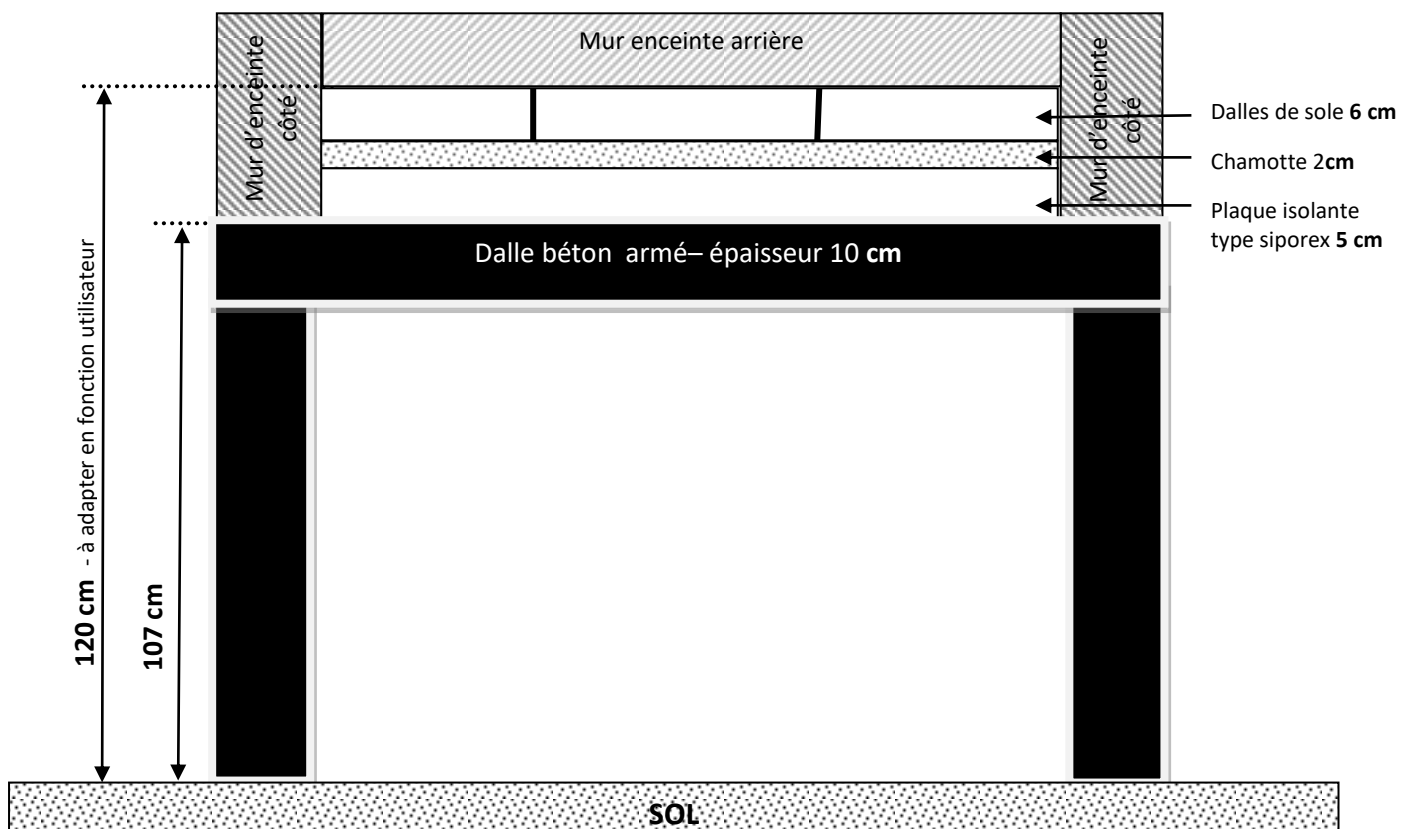 Mur enceinte arrière
Mur d'enceinte
côté
Mur d'enceinte
côté
Dalles de sole 6 cm
Chamotte 2cm
Plaque isolante
type siporex 5 cm
Dalle béton armé– épaisseur 10 cm
120 cm - à adapter en fonction utilisateur
107 cm
SOL